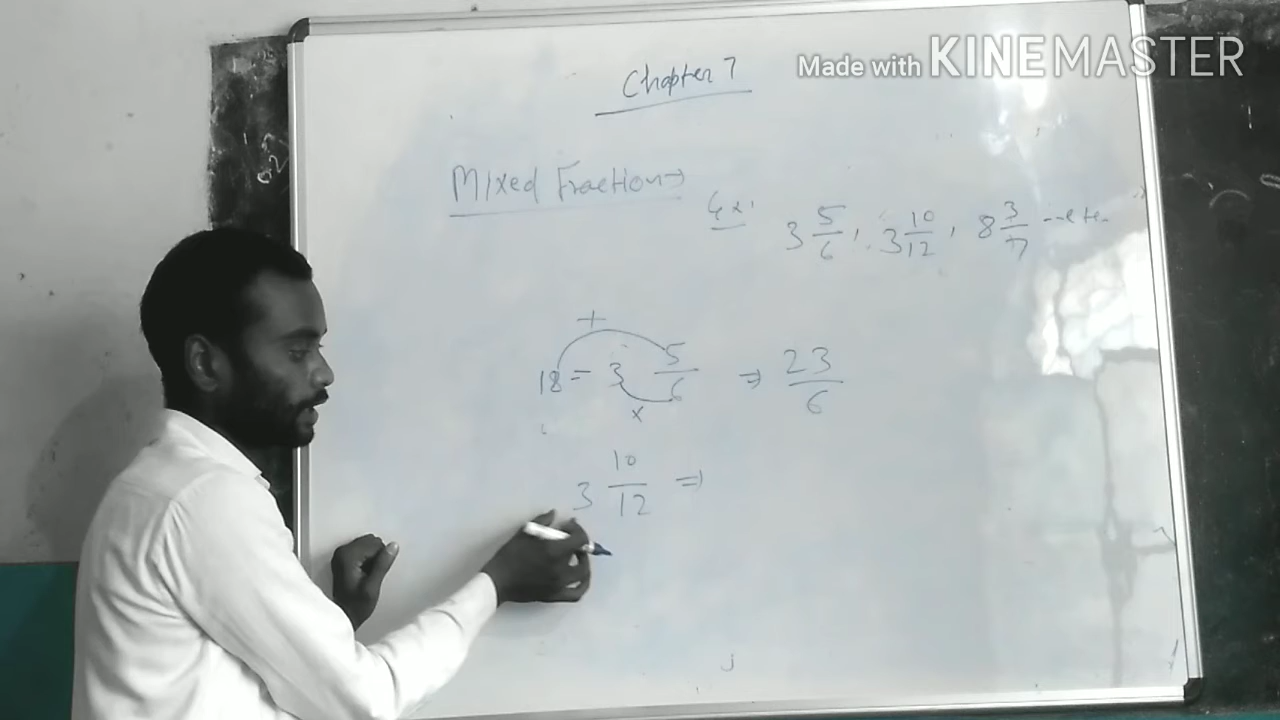 Made with KINEMASTER
Chapter 7
Mixed Fraction→
Ex. 3 5/6, 3 10/12, 8 3/7
+
18 = 3 5/6 ⇒ 23/6
×
3 10/12 ⇒